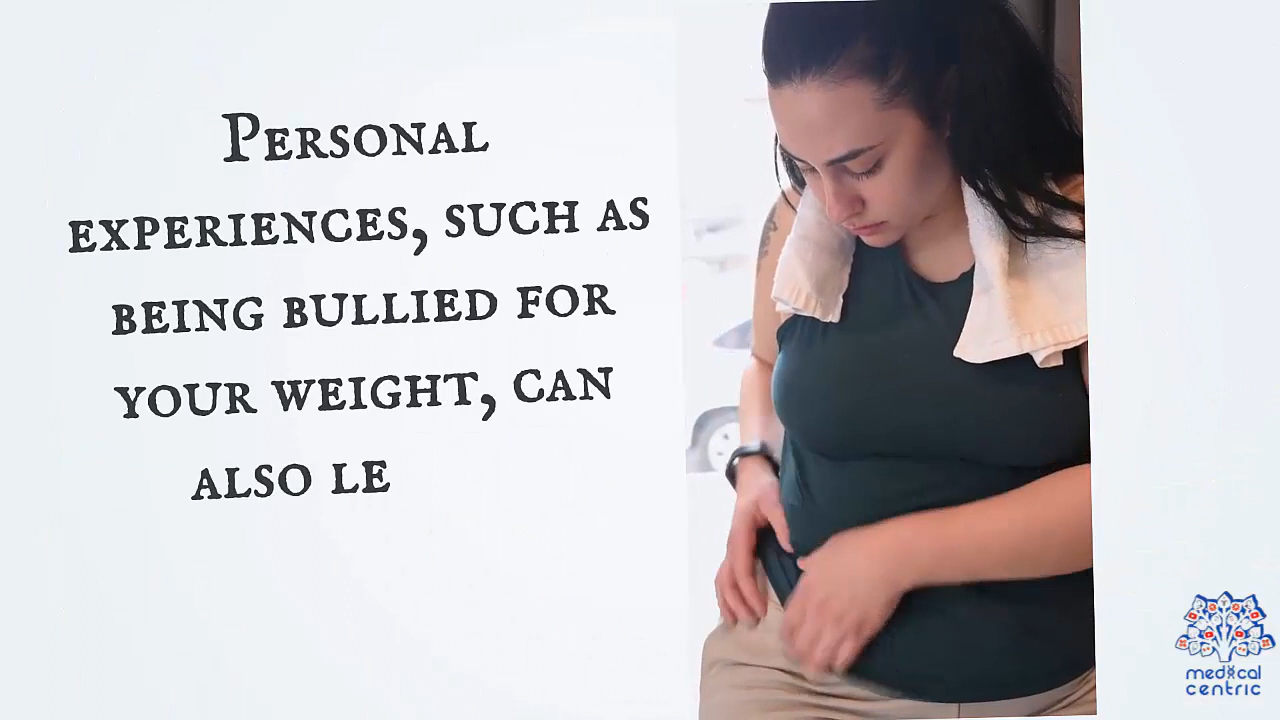 Personal
experiences, such as
being bullied for
your weight, can
also le
medical
centric